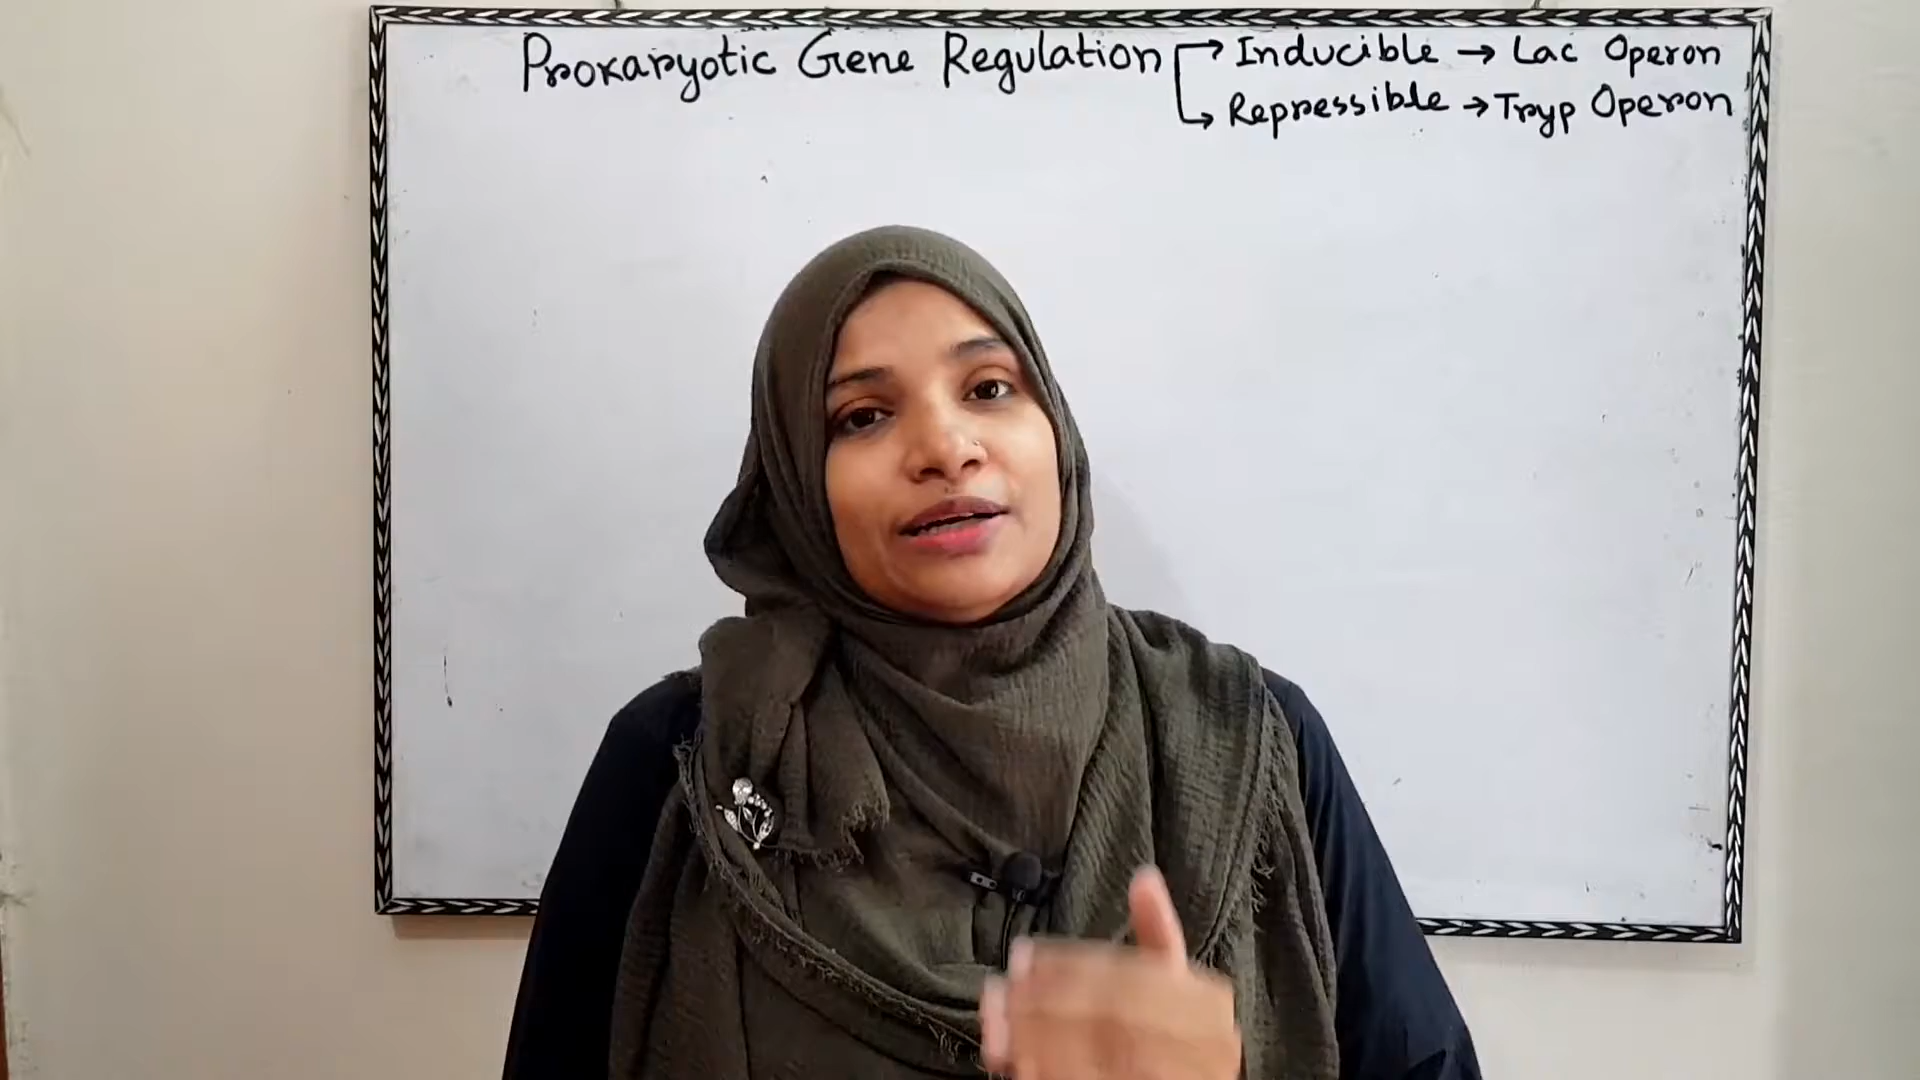 Prokaryotic Gene Regulation → Inducible → Lac Operon
→ Repressible → Tryp Operon